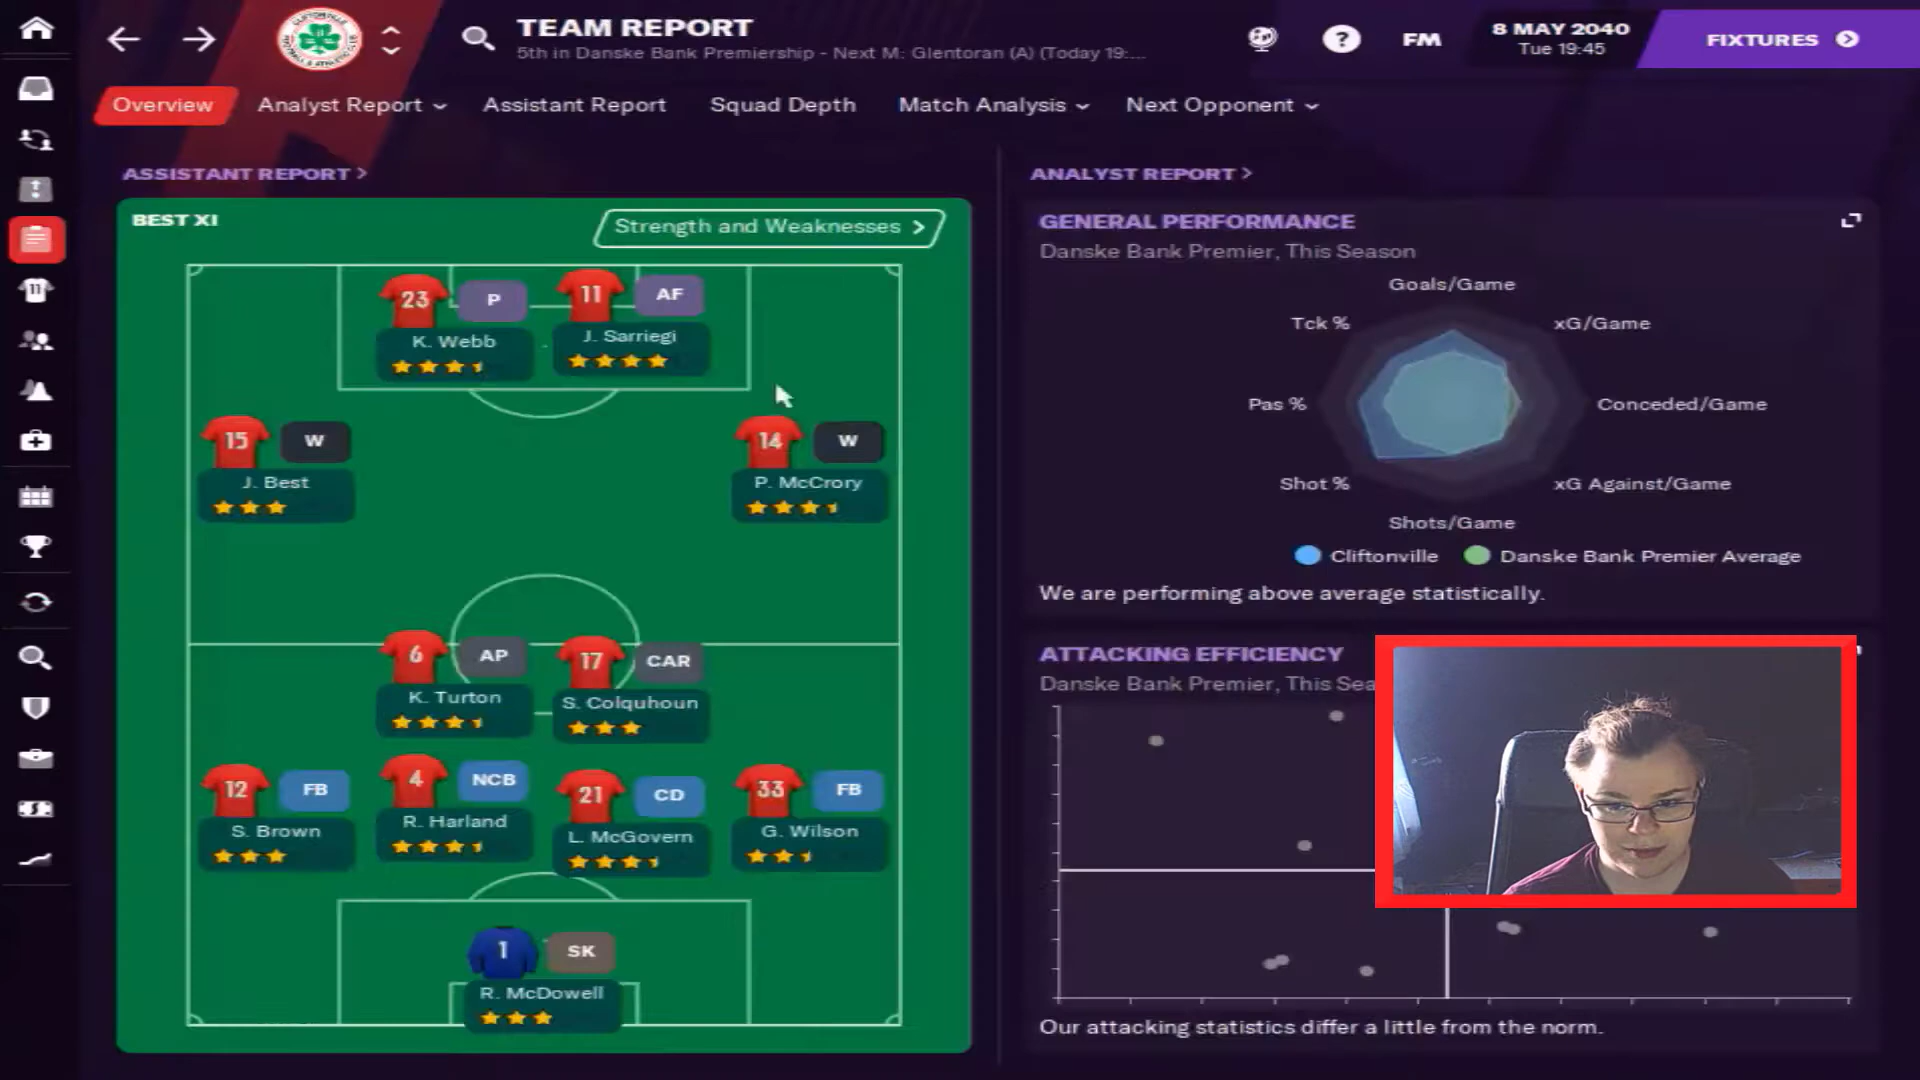 TEAM REPORT
5th in Danske Bank Premiership - Next M: Glentoran (A) (Today 19:...
FM
8 MAY 2040
Tue 19:45
FIXTURES
Overview
Analyst Report
Assistant Report
Squad Depth
Match Analysis
Next Opponent
ASSISTANT REPORT >
BEST XI
Strength and Weaknesses >
23
P
K. Webb
11
AF
J. Sarriegi
15
W
J. Best
14
W
P. McCrory
6
AP
K. Turton
17
CAR
S. Colquhoun
12
FB
S. Brown
4
NCB
R. Harland
21
CD
L. McGovern
33
FB
G. Wilson
1
SK
R. McDowell
ANALYST REPORT >
GENERAL PERFORMANCE
Danske Bank Premier, This Season
Goals/Game
Tck %
xG/Game
Pas %
Conceded/Game
Shot %
xG Against/Game
Shots/Game
Cliftonville
Danske Bank Premier Average
We are performing above average statistically.
ATTACKING EFFICIENCY
Danske Bank Premier, This Sea
Our attacking statistics differ a little from the norm.